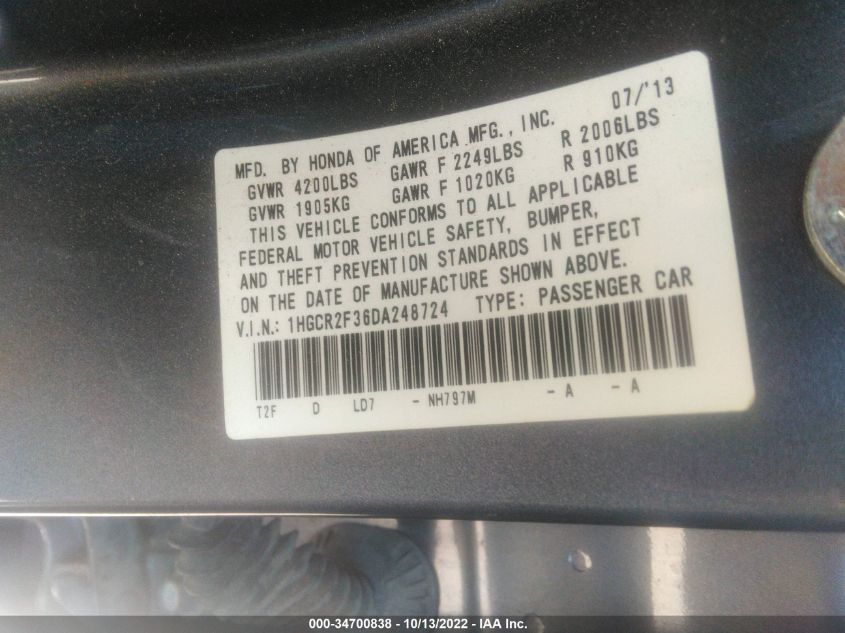 07/'13
MFD. BY HONDA OF AMERICA MFG., INC.
GVWR 4200LBS GAWR F 2249LBS R 2006LBS
GVWR 1905KG GAWR F 1020KG R 910KG
THIS VEHICLE CONFORMS TO ALL APPLICABLE
FEDERAL MOTOR VEHICLE SAFETY, BUMPER,
AND THEFT PREVENTION STANDARDS IN EFFECT
ON THE DATE OF MANUFACTURE SHOWN ABOVE.
V.I.N.: 1HGCR2F36DA248724 TYPE: PASSENGER CAR
T2F D LD7 - NH797M - A - A
000-34700838 - 10/13/2022 - IAA Inc.